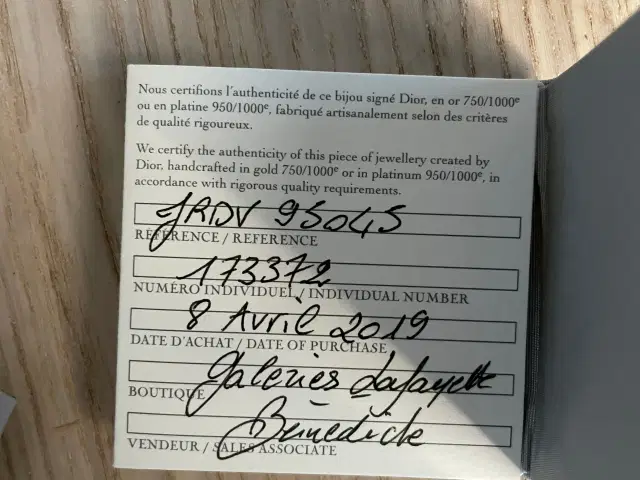 Nous certifions l'authenticité de ce bijou signé Dior, en or 750/1000e
ou en platine 950/1000e, fabriqué artisanalement selon des critères
de qualité rigoureux.
We certify the authenticity of this piece of jewellery created by
Dior, handcrafted in gold 750/1000e or in platinum 950/1000e, in
accordance with rigorous quality requirements.
JRDV 95045
RÉFÉRENCE / REFERENCE
173372
NUMÉRO INDIVIDUEL / INDIVIDUAL NUMBER
8 Avril 2019
DATE D'ACHAT / DATE OF PURCHASE
Galeries Lafayette
BOUTIQUE
Bénédicte
VENDEUR / SALES ASSOCIATE